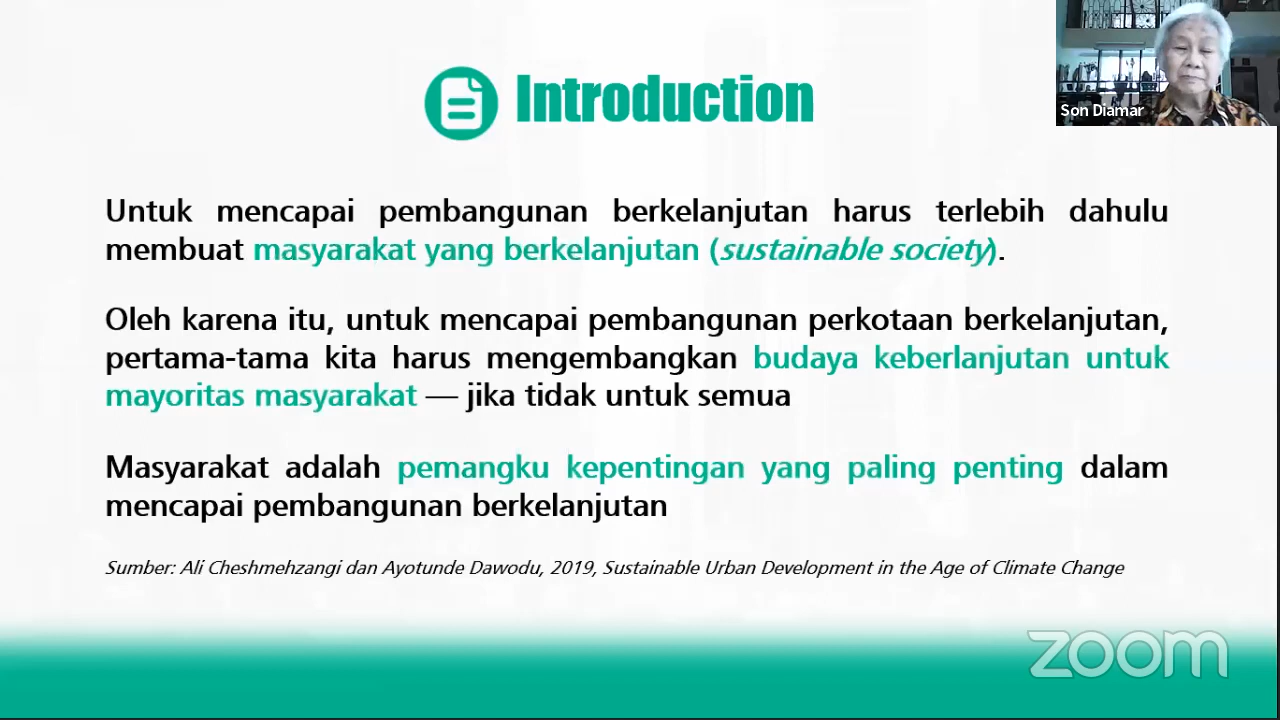 Introduction
Son Diamar
Untuk mencapai pembangunan berkelanjutan harus terlebih dahulu
membuat masyarakat yang berkelanjutan (sustainable society).
Oleh karena itu, untuk mencapai pembangunan perkotaan berkelanjutan,
pertama-tama kita harus mengembangkan budaya keberlanjutan untuk
mayoritas masyarakat — jika tidak untuk semua
Masyarakat adalah pemangku kepentingan yang paling penting dalam
mencapai pembangunan berkelanjutan
Sumber: Ali Cheshmehzangi dan Ayotunde Dawodu, 2019, Sustainable Urban Development in the Age of Climate Change
zoom